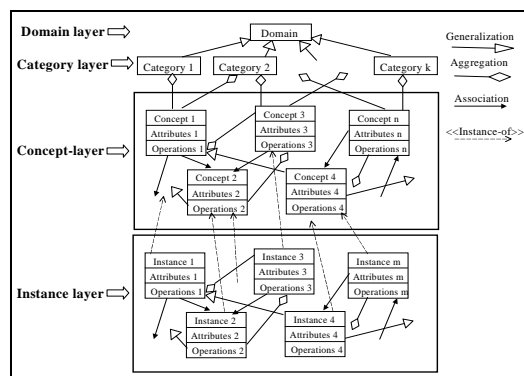 Domain layer
Domain
Generalization
Category layer
Category 1
Category 2
Category k
Aggregation
Association
<<Instance-of>>
Concept-layer
Concept 1
Attributes 1
Operations 1
Concept 3
Attributes 3
Operations 3
Concept n
Attributes n
Operations n
Concept 2
Attributes 2
Operations 2
Concept 4
Attributes 4
Operations 4
Instance layer
Instance 1
Attributes 1
Operations 1
Instance 3
Attributes 3
Operations 3
Instance m
Attributes m
Operations m
Instance 2
Attributes 2
Operations 2
Instance 4
Attributes 4
Operations 4